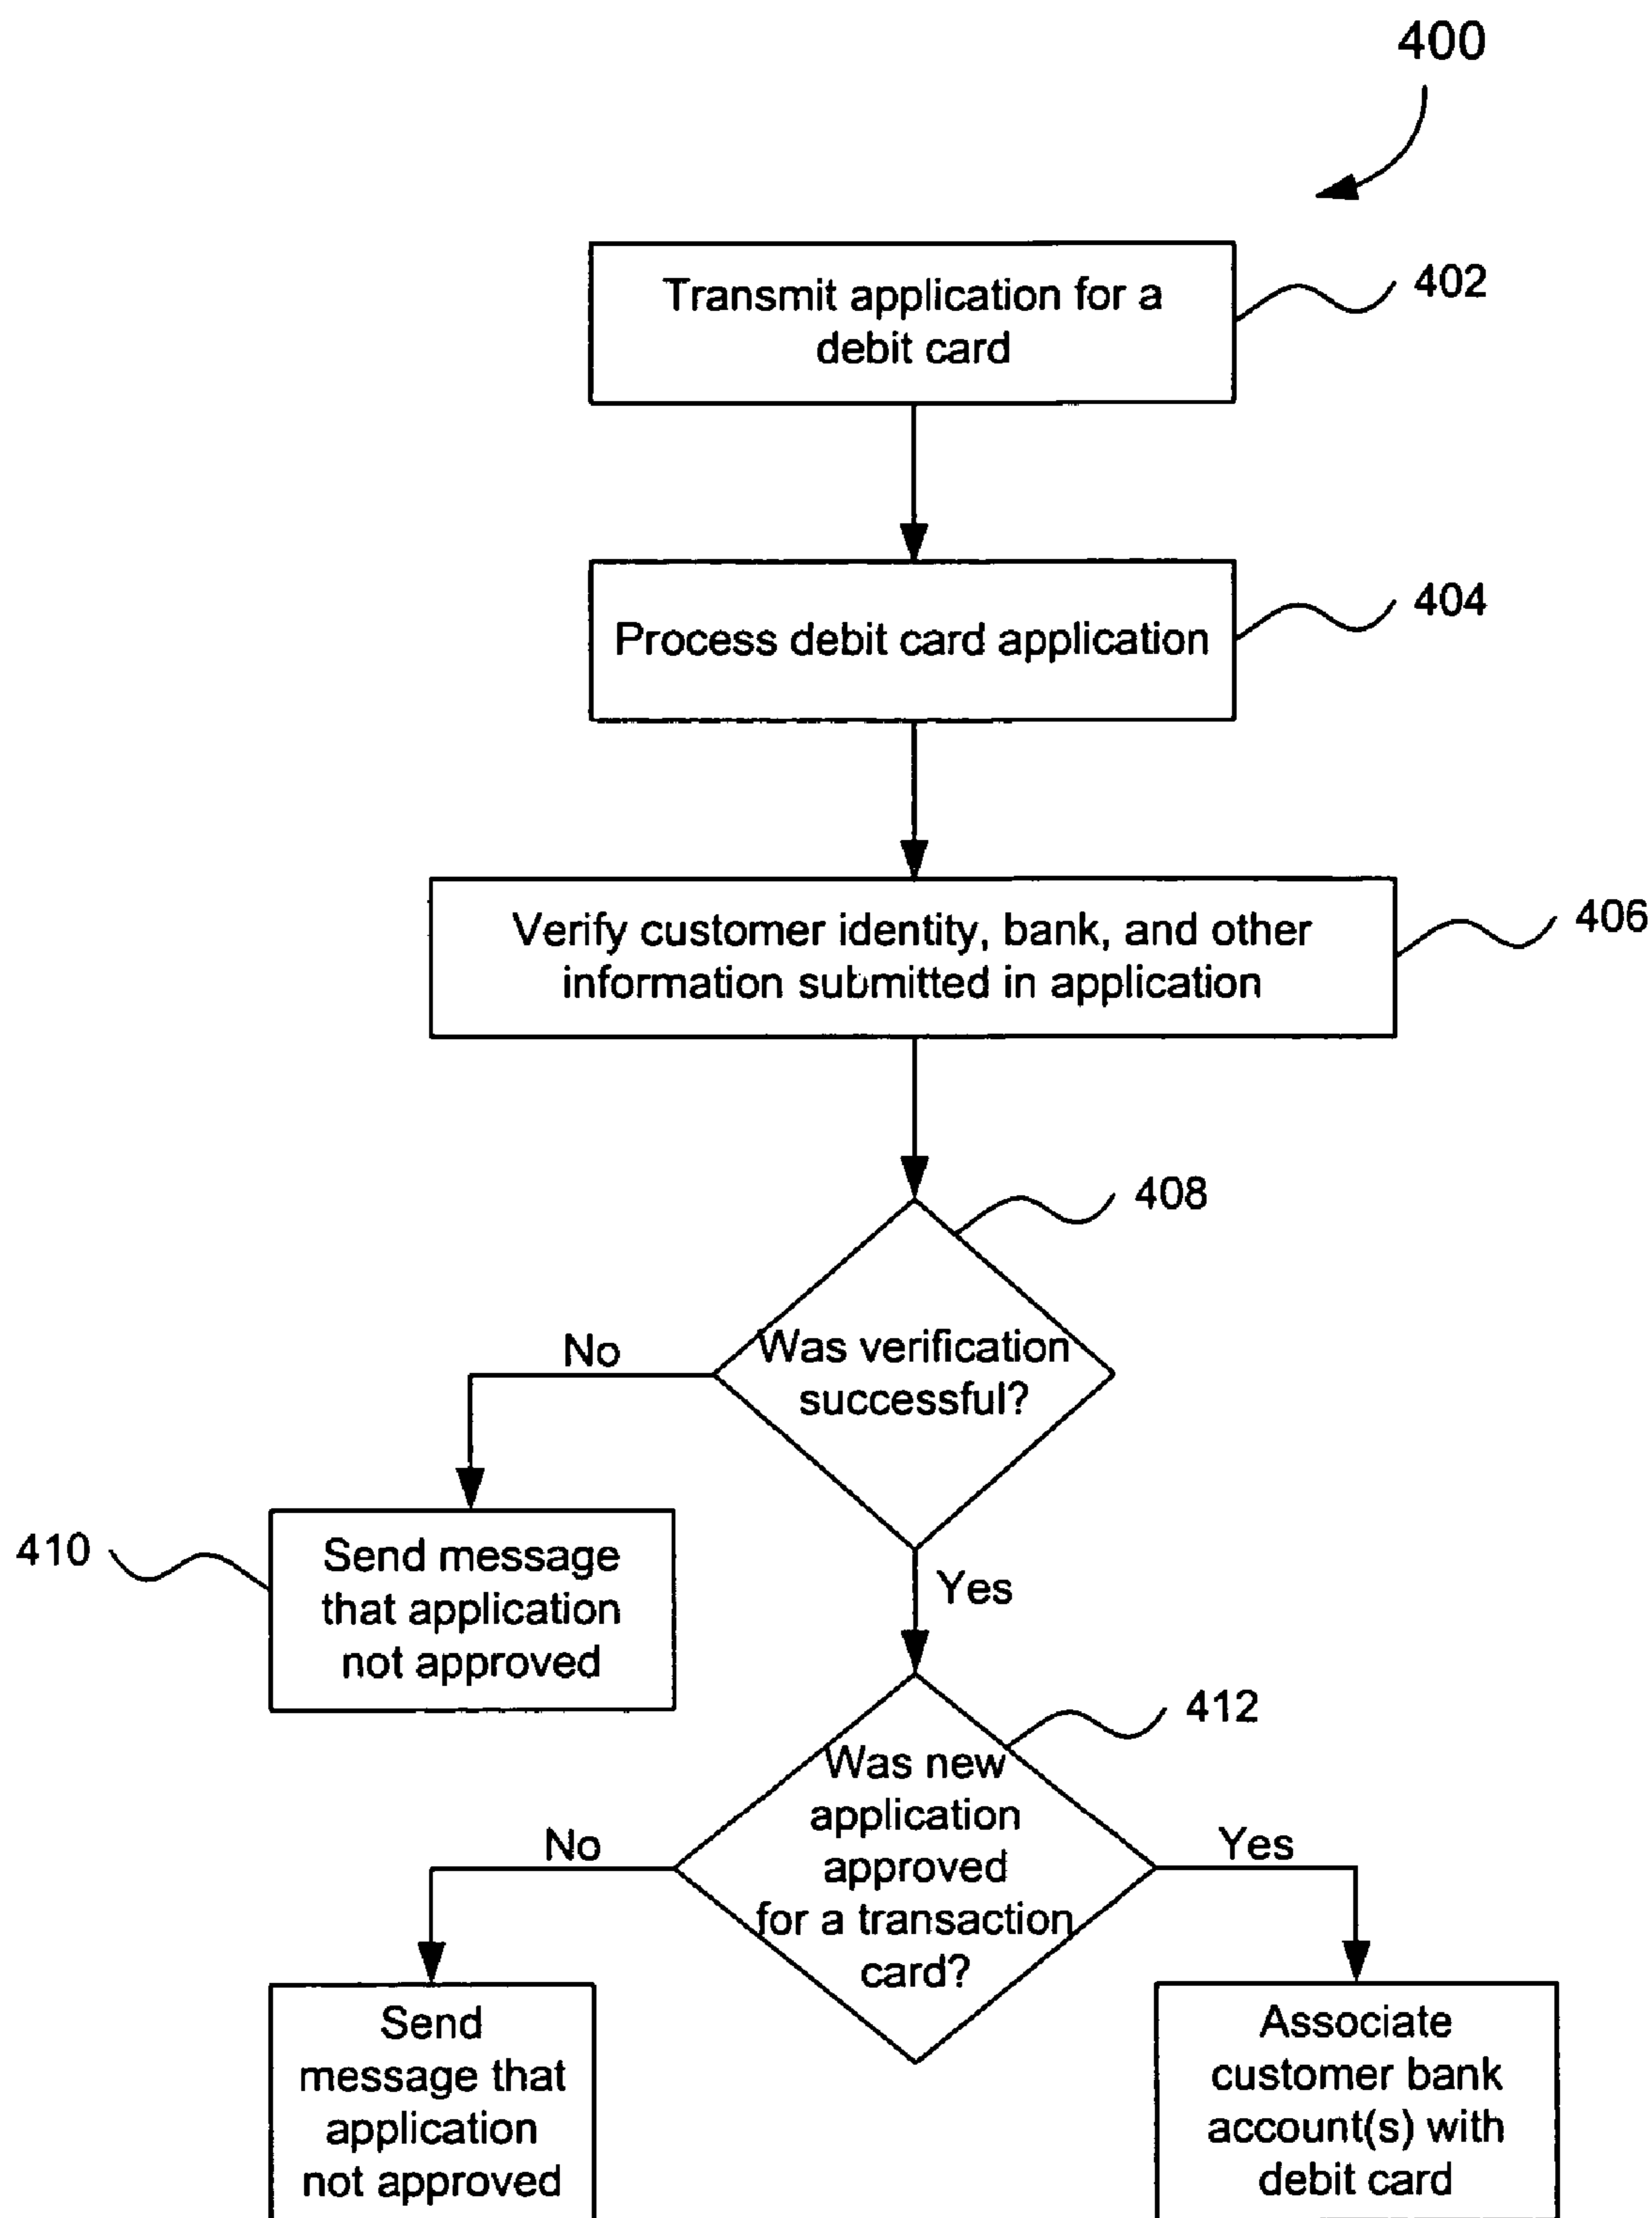 400
Transmit application for a
debit card
402
Process debit card application
404
Verify customer identity, bank, and other
information submitted in application
406
408
Was verification
successful?
No
Yes
410
Send message
that application
not approved
412
Was new
application
approved
for a transaction
card?
No
Yes
Send
message that
application
not approved
Associate
customer bank
account(s) with
debit card